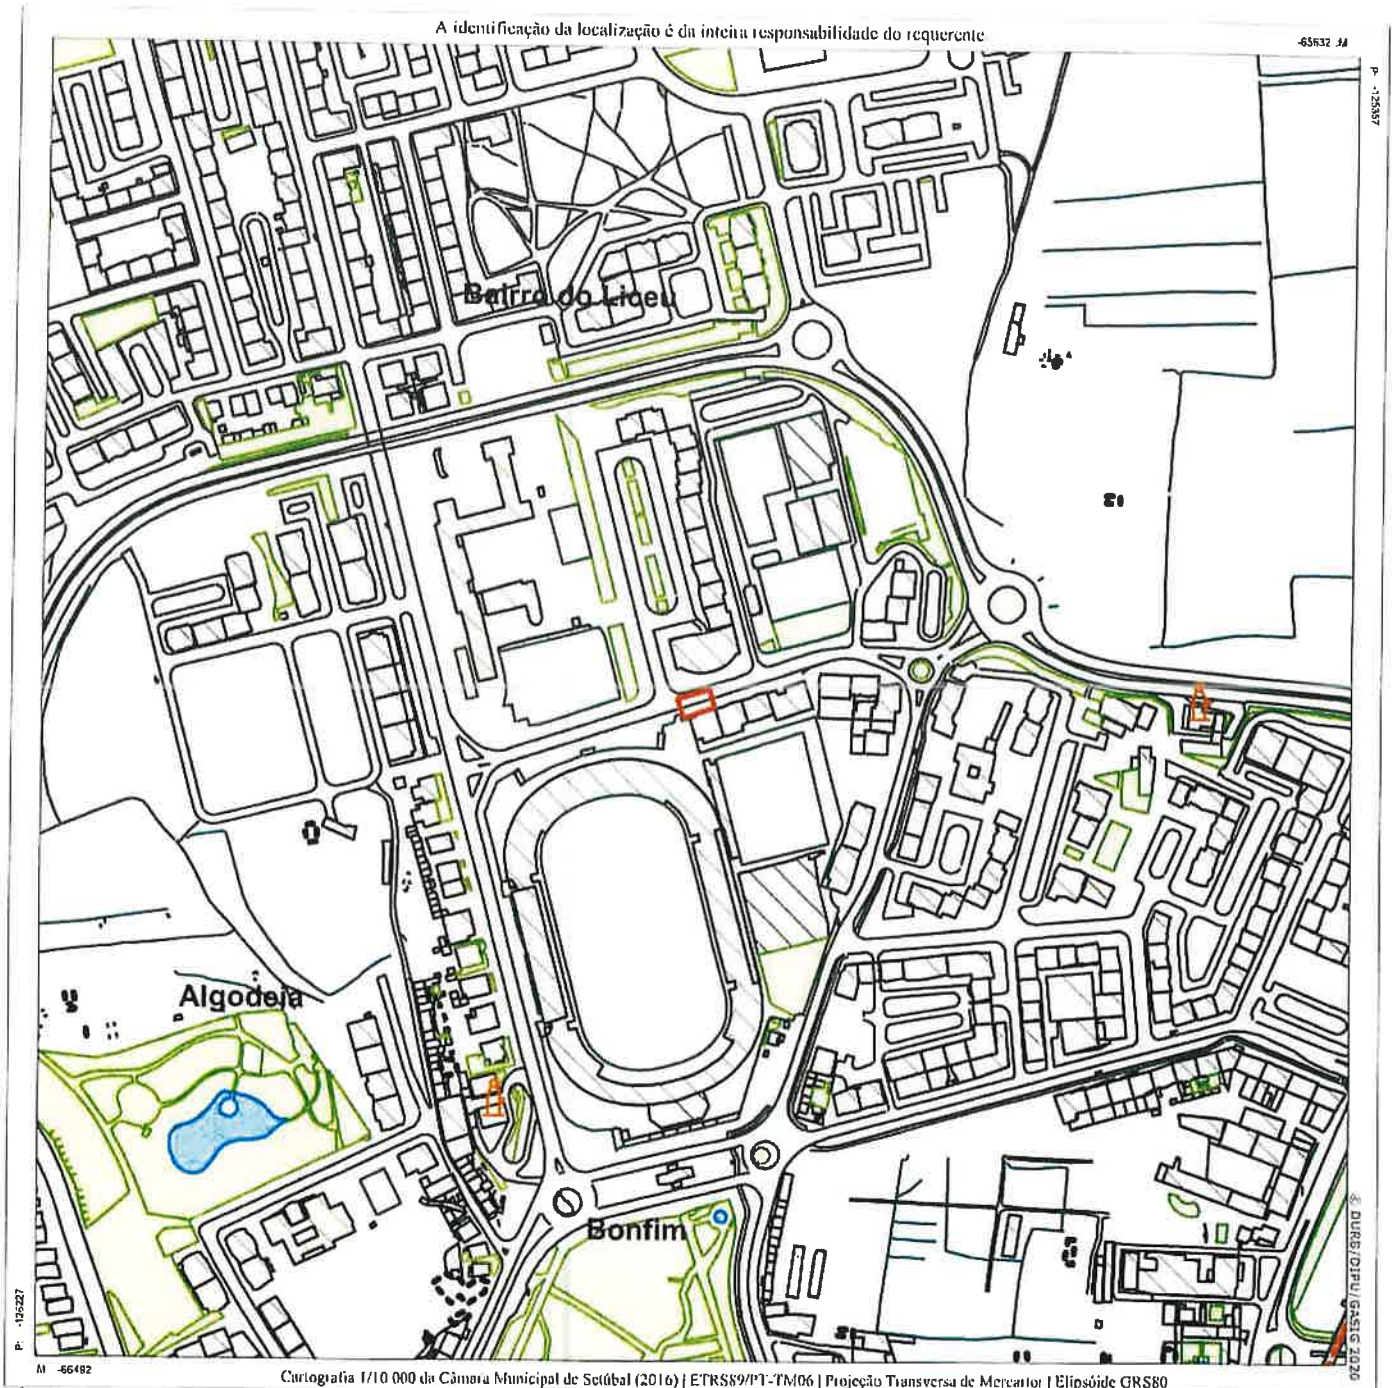 A identificação da localização é da inteira responsabilidade do requerente
-65632 .M
P. -125357
Bairro do Liceu
Algodeia
Bonfim
© DURB/DIPU/GASIG 2020
P: -126227
M -66492
Cartografia 1/10 000 da Câmara Municipal de Setúbal (2016) | ETRS89/PT-TM06 | Projeção Transversa de Mercator | Elipsóide GRS80